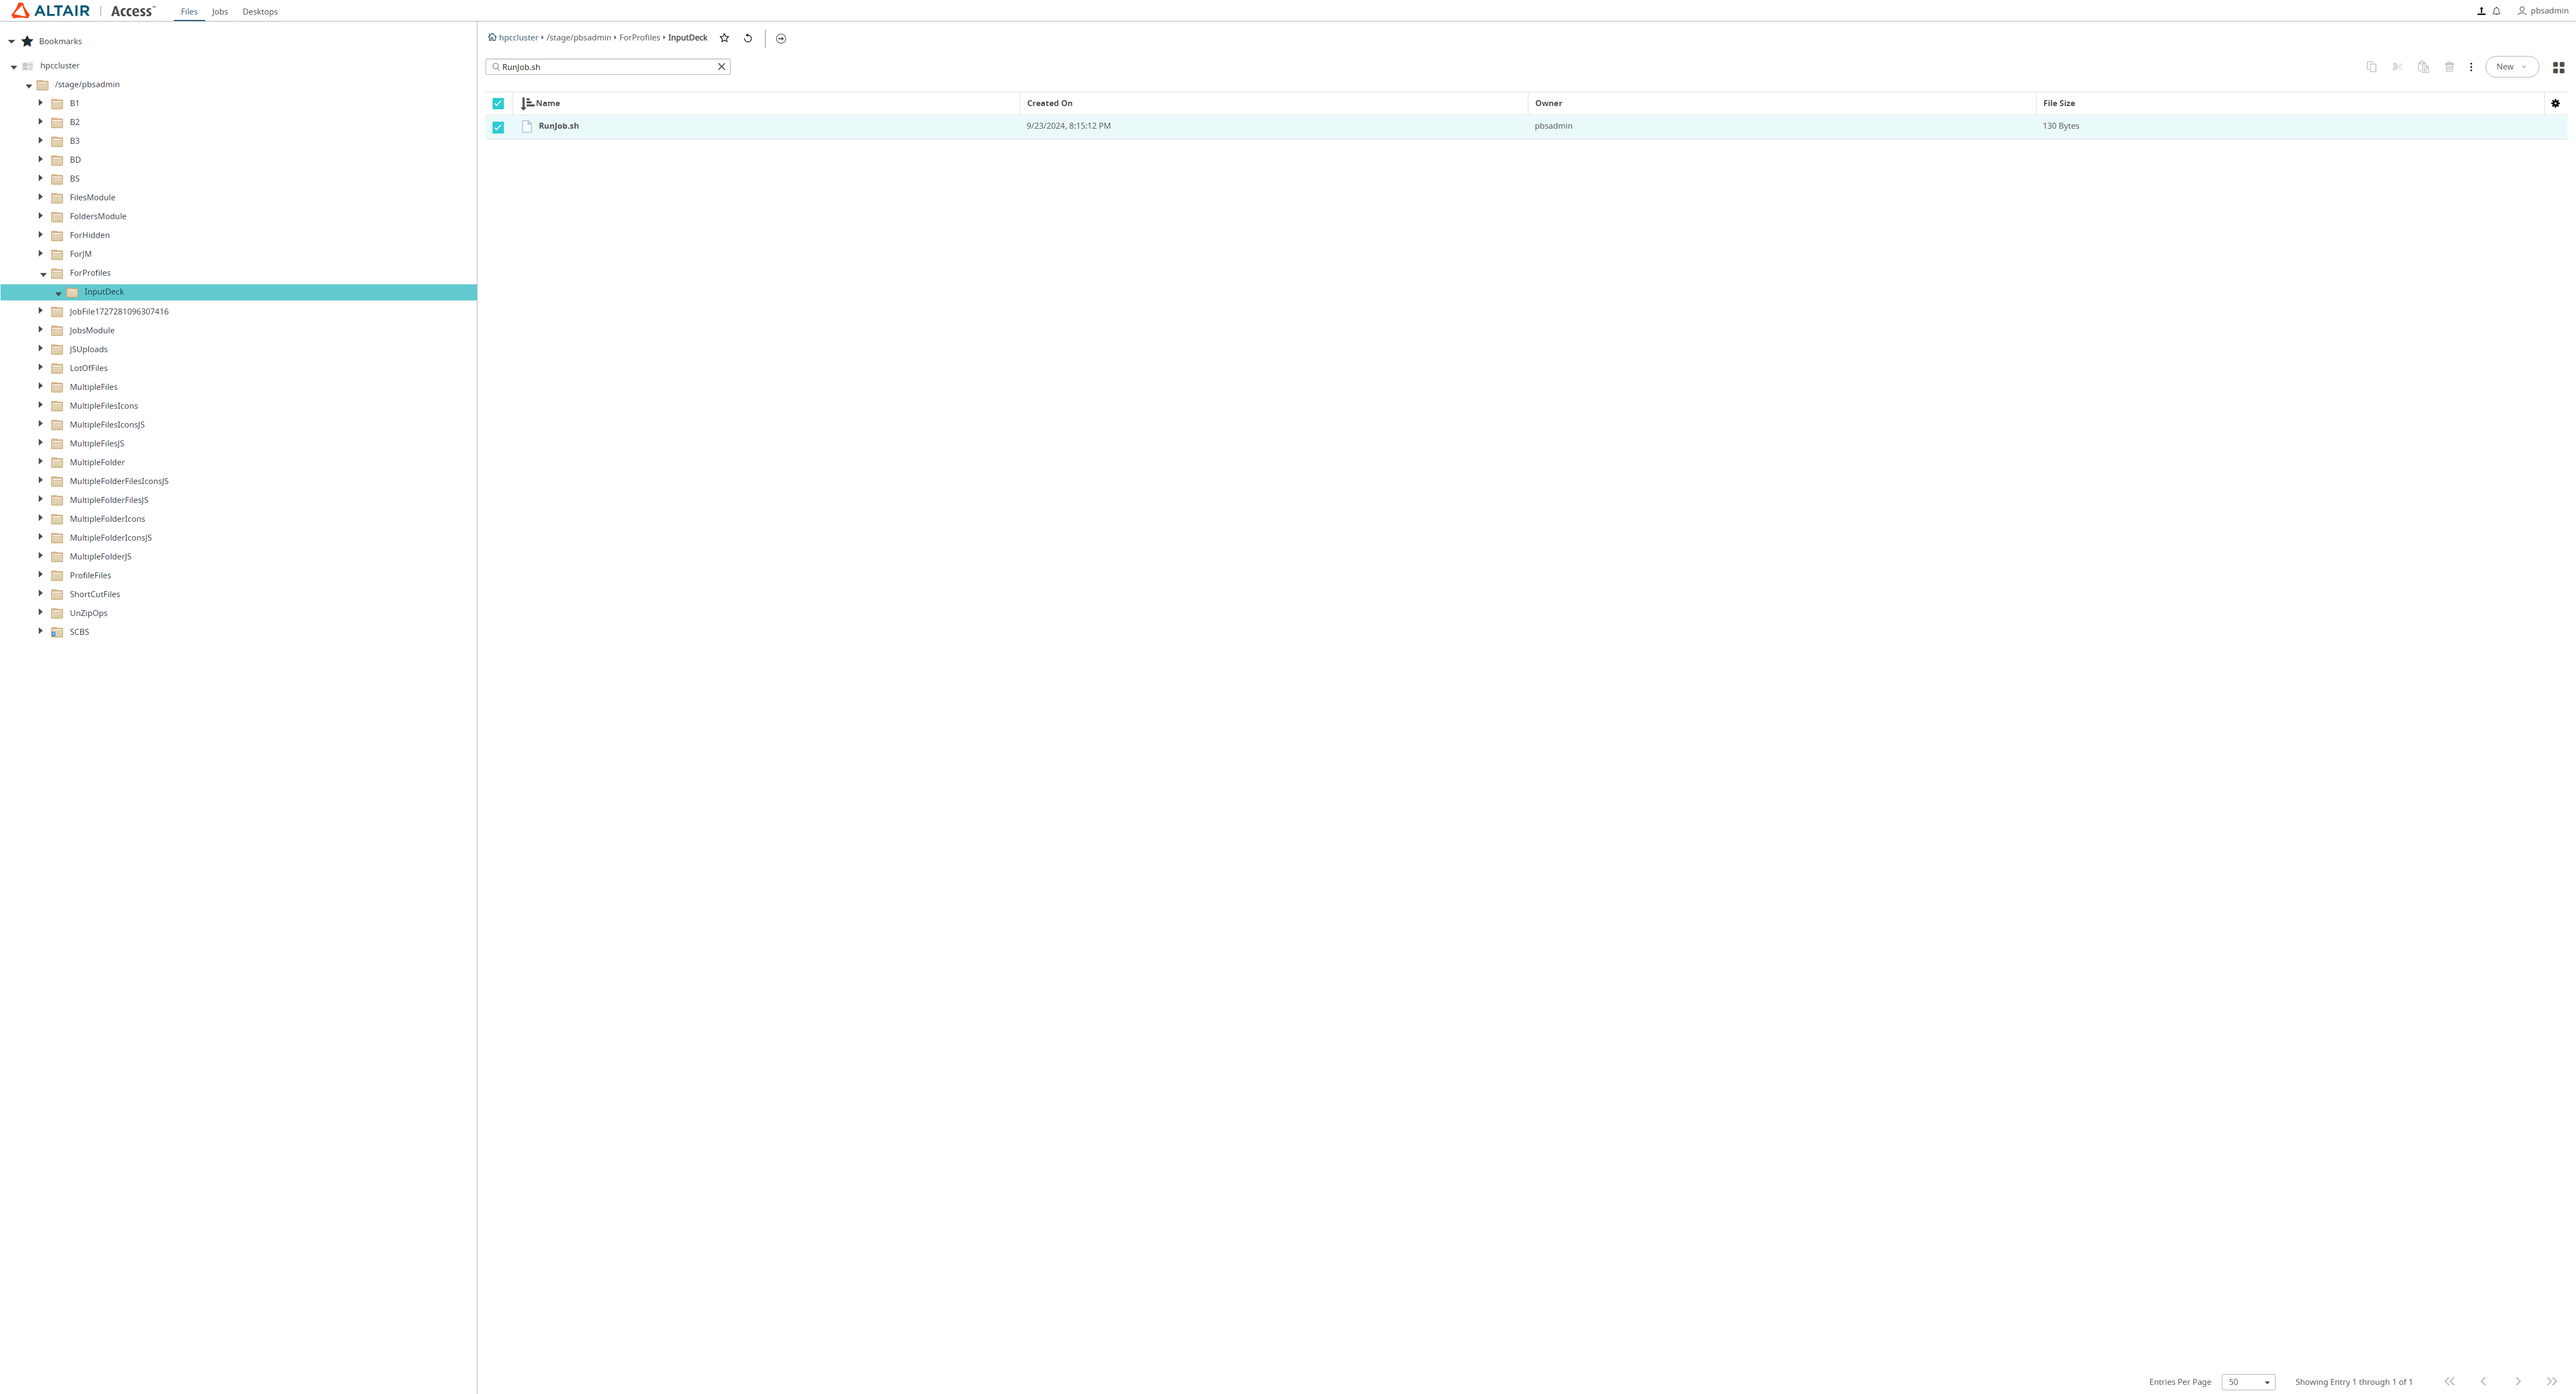 ALTAIR | Access™ Files Jobs Desktops pbsadmin
Bookmarks
hpccluster
/stage/pbsadmin
B1
B2
B3
BD
BS
FilesModule
FoldersModule
ForHidden
ForJM
ForProfiles
InputDeck
JobFile1727281096307416
JobsModule
JSUploads
LotOfFiles
MultipleFiles
MultipleFilesIcons
MultipleFilesIconsJS
MultipleFilesJS
MultipleFolder
MultipleFolderFilesIconsJS
MultipleFolderFilesJS
MultipleFolderIcons
MultipleFolderIconsJS
MultipleFolderJS
ProfileFiles
ShortCutFiles
UnZipOps
SCBS
hpccluster /stage/pbsadmin ForProfiles InputDeck
RunJob.sh New
Name Created On Owner File Size
RunJob.sh 9/23/2024, 8:15:12 PM pbsadmin 130 Bytes
Entries Per Page 50 Showing Entry 1 through 1 of 1